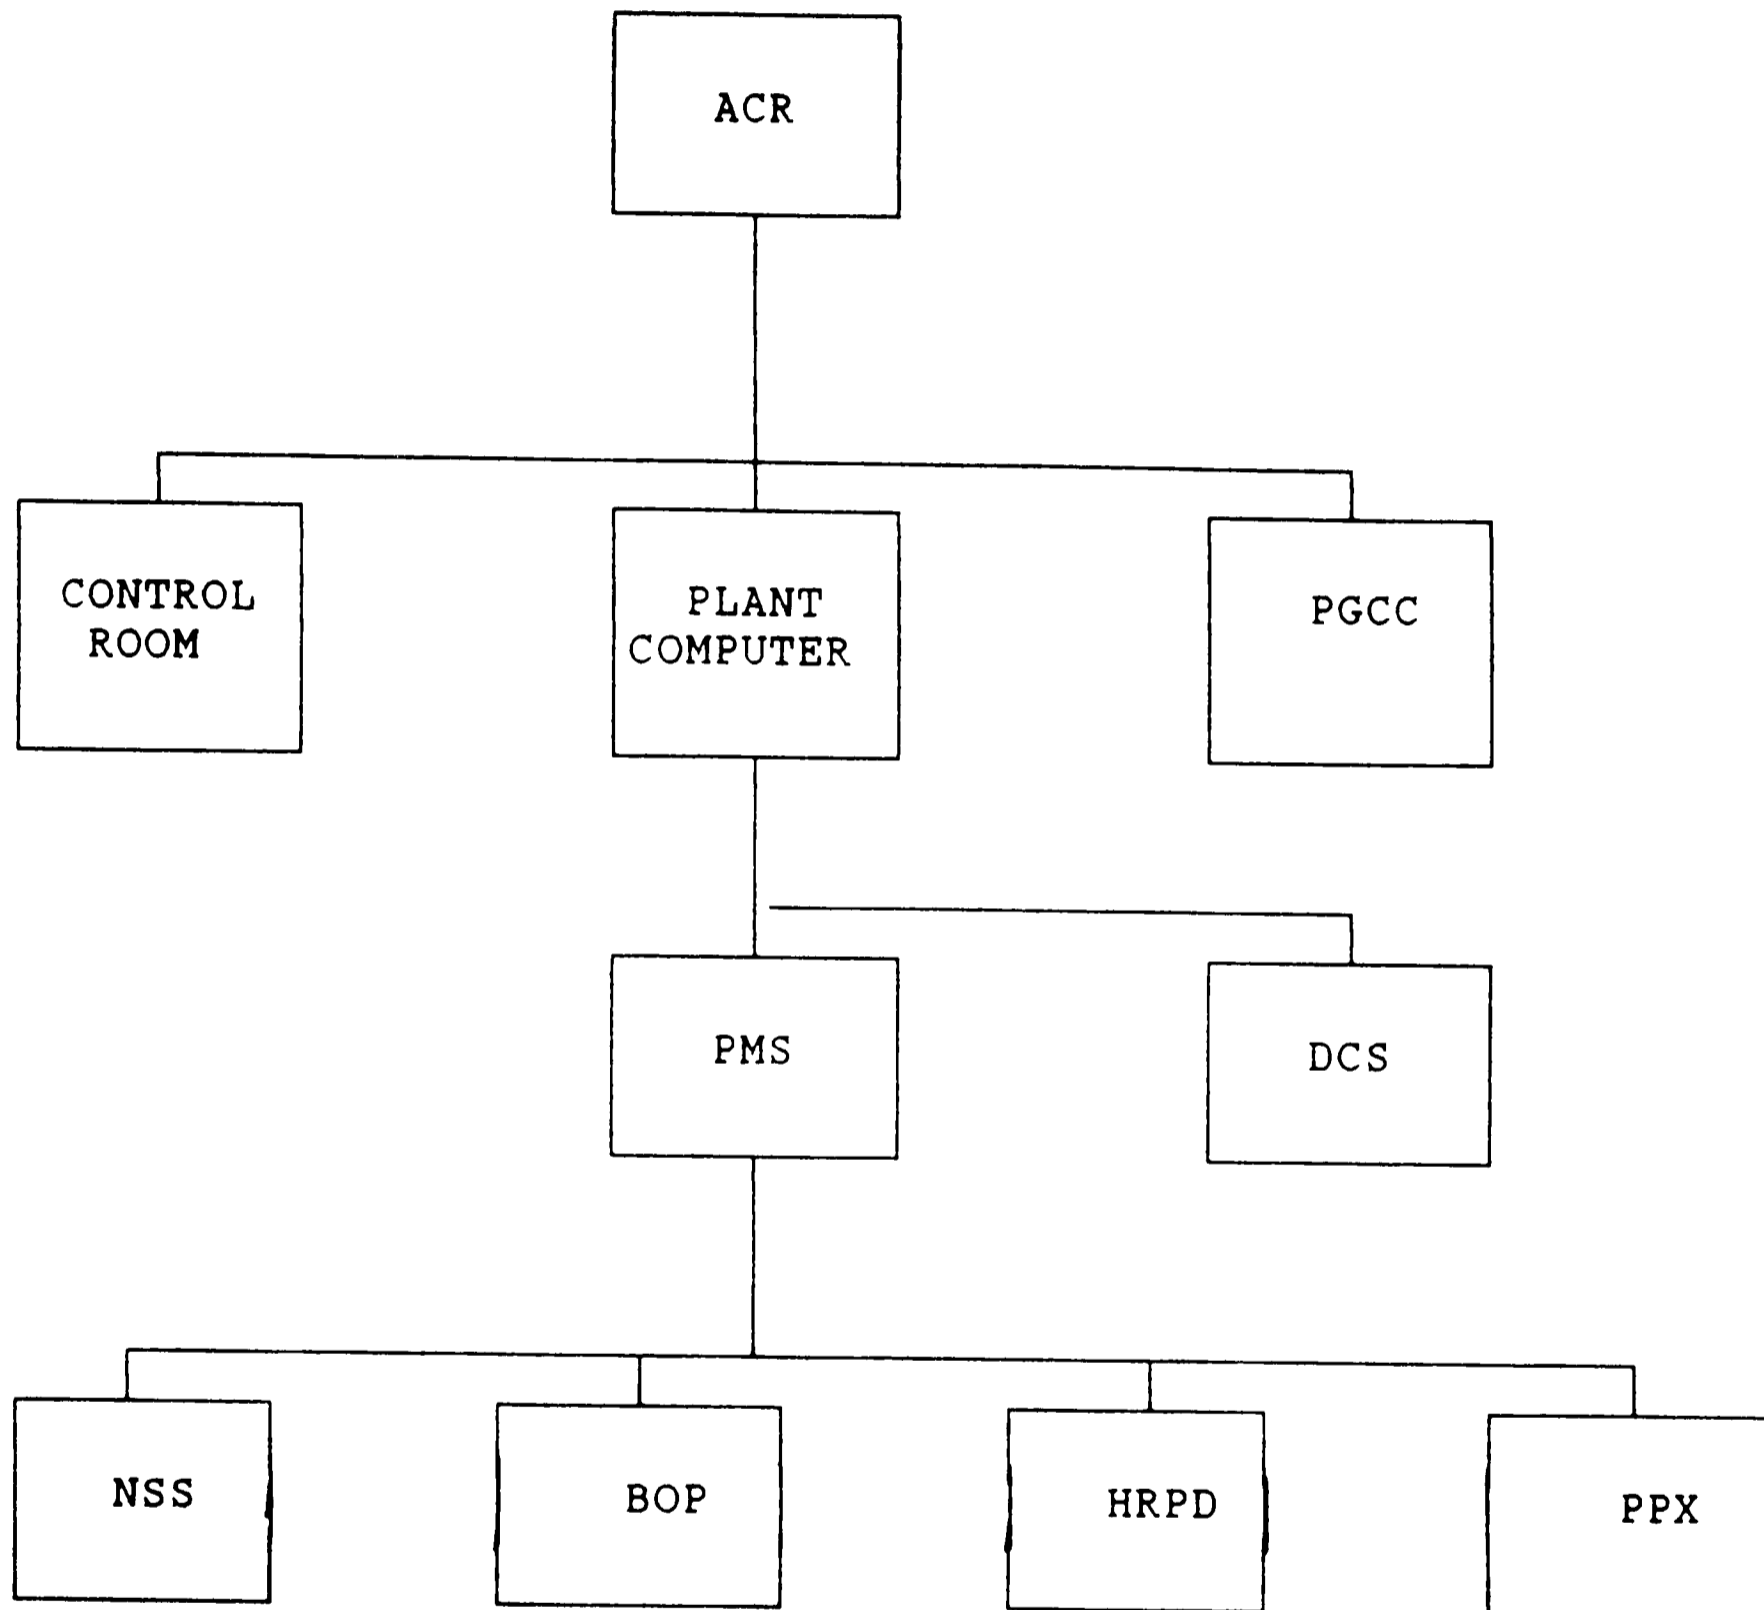 ACR
CONTROL
ROOM
PLANT
COMPUTER
PGCC
PMS
DCS
NSS
BOP
HRPD
PPX